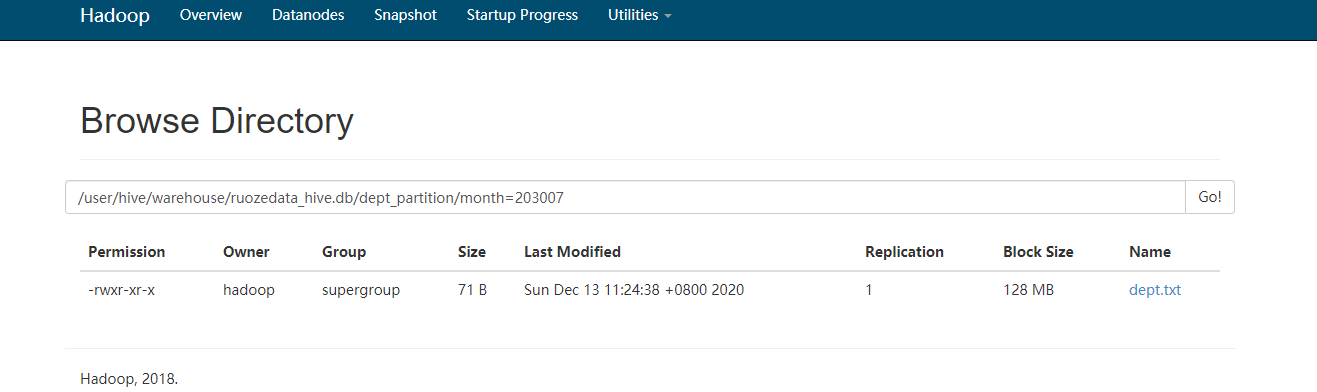 Hadoop Overview Datanodes Snapshot Startup Progress Utilities
Browse Directory
/user/hive/warehouse/ruozedata_hive.db/dept_partition/month=203007 Go!
Permission Owner Group Size Last Modified Replication Block Size Name
-rwxr-xr-x hadoop supergroup 71 B Sun Dec 13 11:24:38 +0800 2020 1 128 MB dept.txt
Hadoop, 2018.